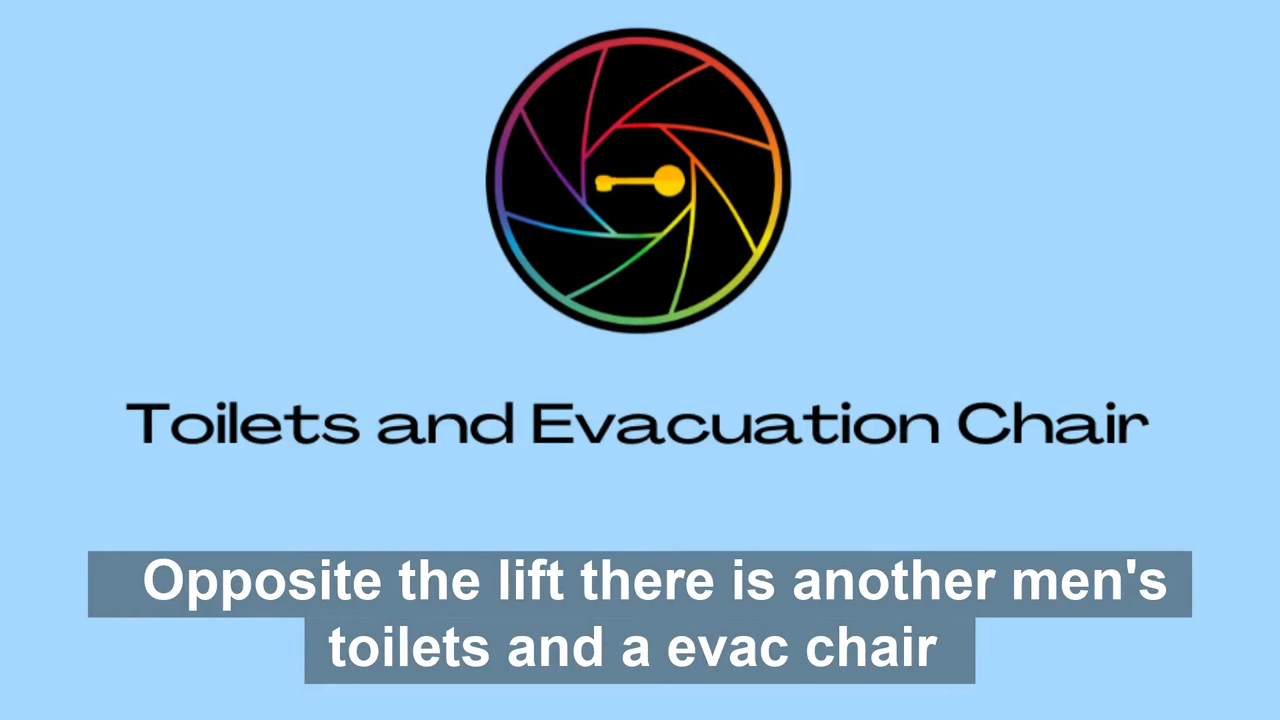 Toilets and Evacuation Chair
Opposite the lift there is another men's
toilets and a evac chair